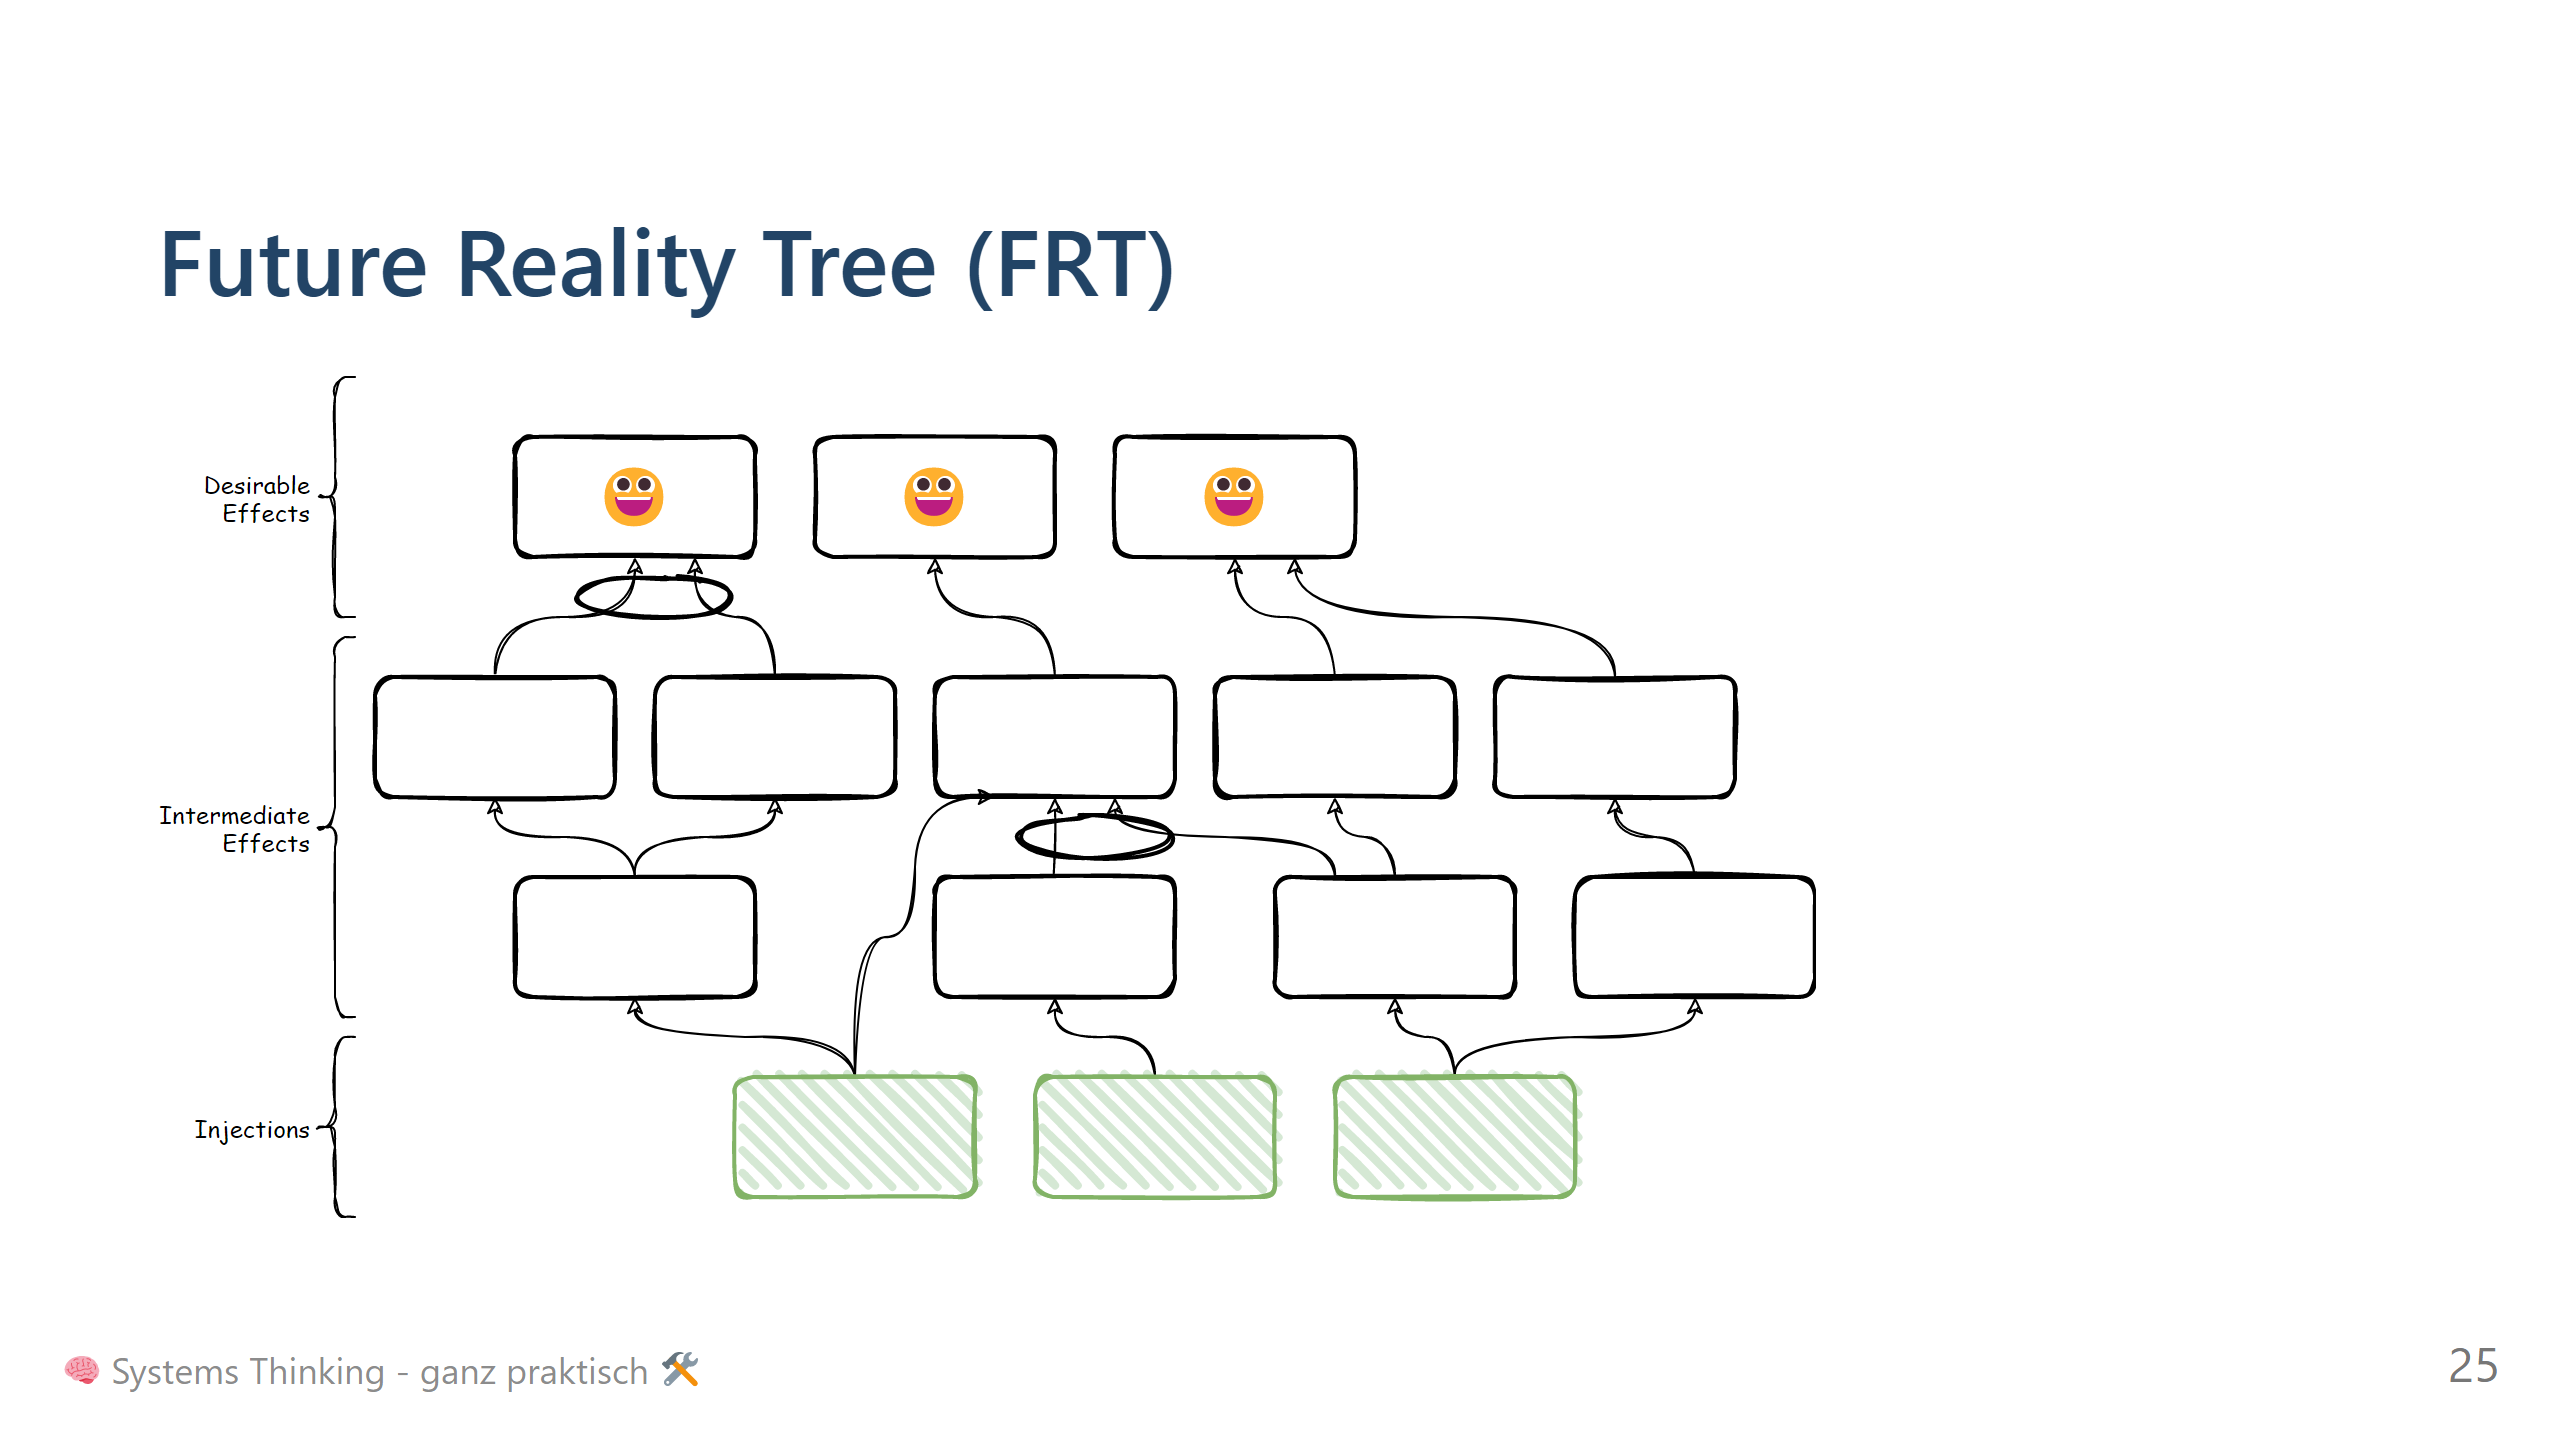 Future Reality Tree (FRT)
Desirable
Effects
Intermediate
Effects
Injections
🧠 Systems Thinking - ganz praktisch 🛠️
25